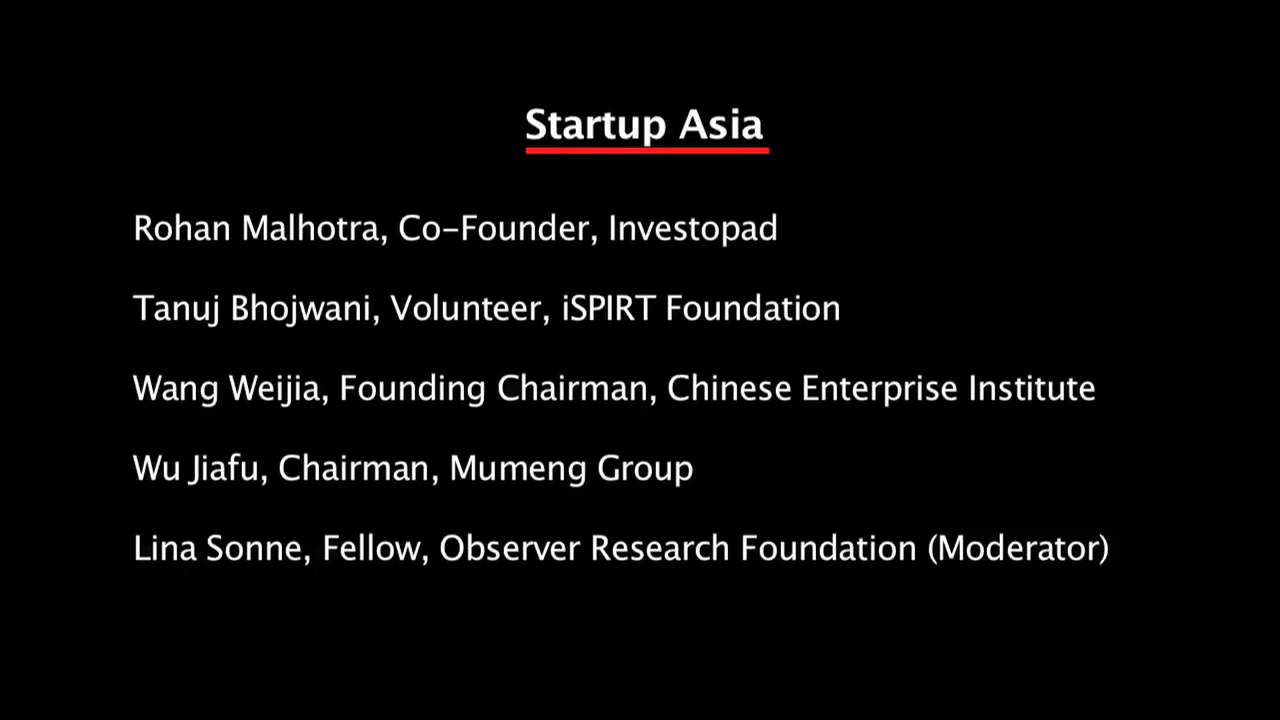 Startup Asia
Rohan Malhotra, Co-Founder, Investopad
Tanuj Bhojwani, Volunteer, iSPIRT Foundation
Wang Weijia, Founding Chairman, Chinese Enterprise Institute
Wu Jiafu, Chairman, Mumeng Group
Lina Sonne, Fellow, Observer Research Foundation (Moderator)